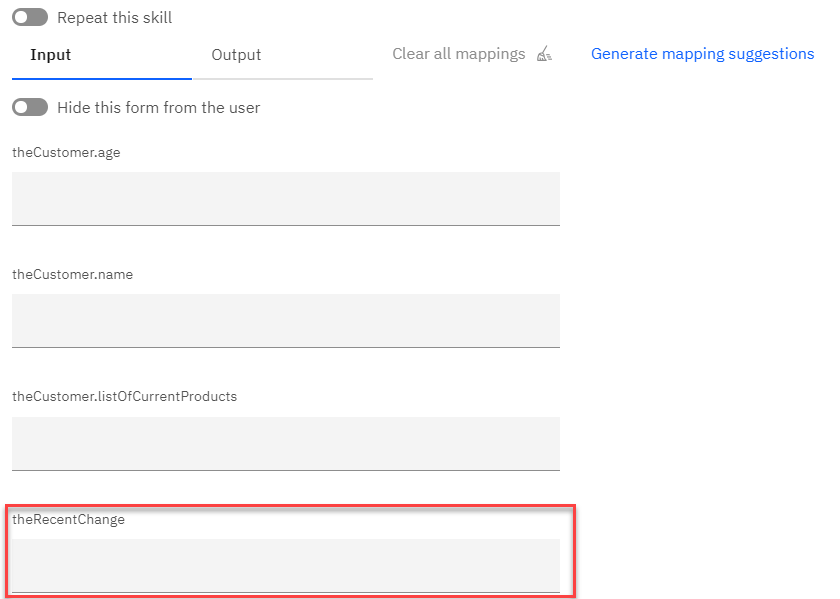 Repeat this skill
Input Output Clear all mappings Generate mapping suggestions
Hide this form from the user
theCustomer.age
theCustomer.name
theCustomer.listOfCurrentProducts
theRecentChange